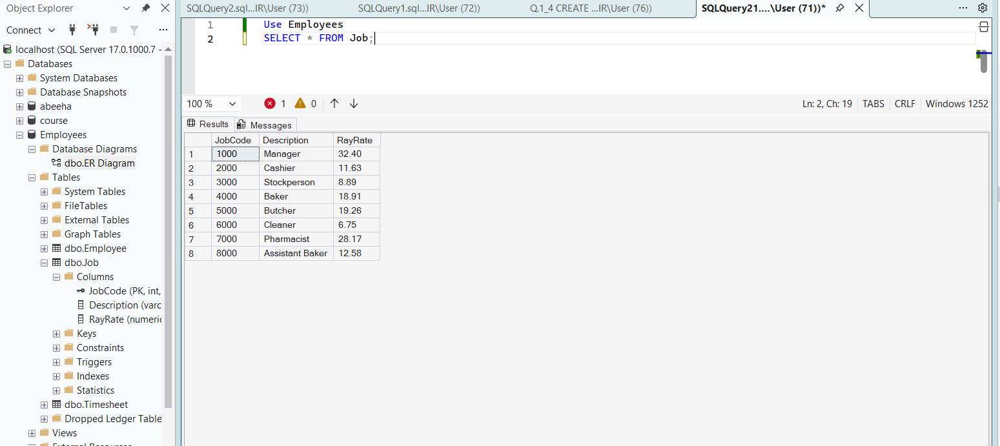 Object Explorer
Connect
localhost (SQL Server 17.0.1000.7 -
Databases
System Databases
Database Snapshots
abeeha
course
Employees
Database Diagrams
dbo.ER Diagram
Tables
System Tables
FileTables
External Tables
Graph Tables
dbo.Employee
dbo.Job
Columns
JobCode (PK, int,
Description (varc
RayRate (numeric
Keys
Constraints
Triggers
Indexes
Statistics
dbo.Timesheet
Dropped Ledger Table
Views
External Resources
SQLQuery2.sql...IR\User (73)) SQLQuery1.sql...IR\User (72)) Q.1_4 CREATE ...IR\User (76)) SQLQuery21....\User (71))*
1 Use Employees
2 SELECT * FROM Job;
100 % 1 0 Ln: 2, Ch: 19 TABS CRLF Windows 1252
Results Messages
JobCode Description RayRate
1 1000 Manager 32.40
2 2000 Cashier 11.63
3 3000 Stockperson 8.89
4 4000 Baker 18.91
5 5000 Butcher 19.26
6 6000 Cleaner 6.75
7 7000 Pharmacist 28.17
8 8000 Assistant Baker 12.58